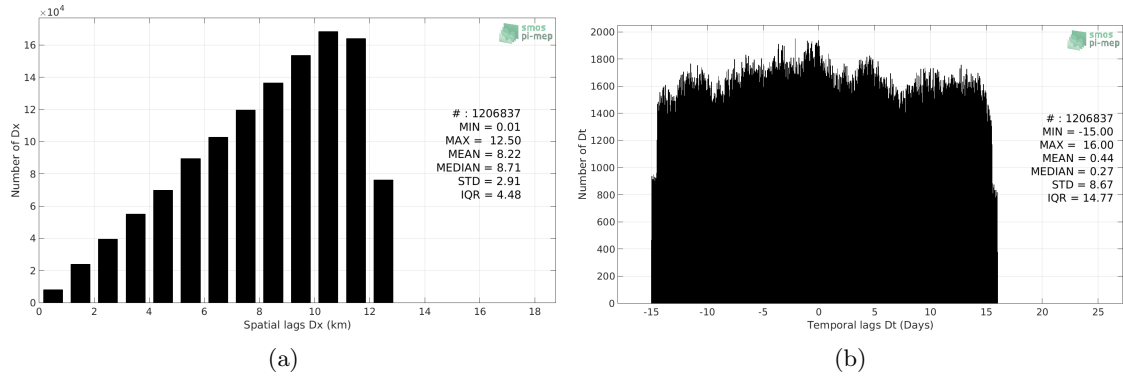 ×10⁴
16
14
12
10
8
6
4
2
0
Number of Dx
0 2 4 6 8 10 12 14 16 18
Spatial lags Dx (km)
smos
pi-mep
# : 1206837
MIN = 0.01
MAX = 12.50
MEAN = 8.22
MEDIAN = 8.71
STD = 2.91
IQR = 4.48
(a)
2000
1800
1600
1400
1200
1000
800
600
400
200
0
Number of Dt
-15 -10 -5 0 5 10 15 20 25
Temporal lags Dt (Days)
smos
pi-mep
# : 1206837
MIN = -15.00
MAX = 16.00
MEAN = 0.44
MEDIAN = 0.27
STD = 8.67
IQR = 14.77
(b)